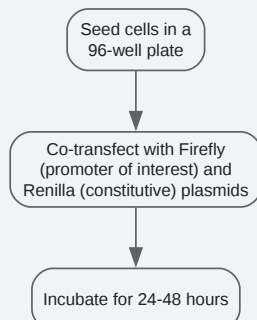 Seed cells in a
96-well plate
Co-transfect with Firefly
(promoter of interest) and
Renilla (constitutive) plasmids
Incubate for 24-48 hours